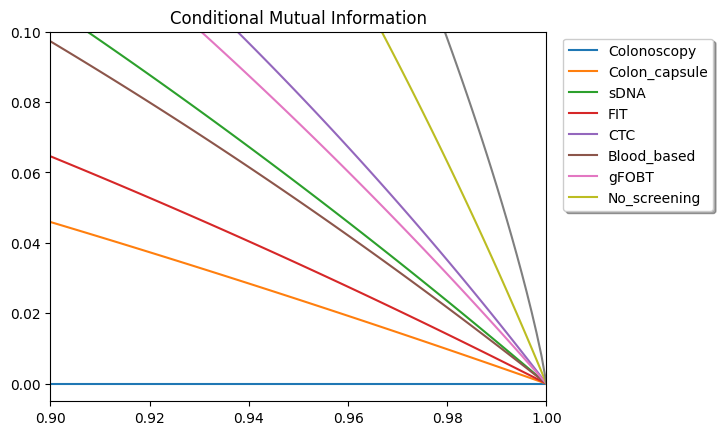 Conditional Mutual Information
0.10
0.08
0.06
0.04
0.02
0.00
0.90
0.92
0.94
0.96
0.98
1.00
Colonoscopy
Colon_capsule
sDNA
FIT
CTC
Blood_based
gFOBT
No_screening